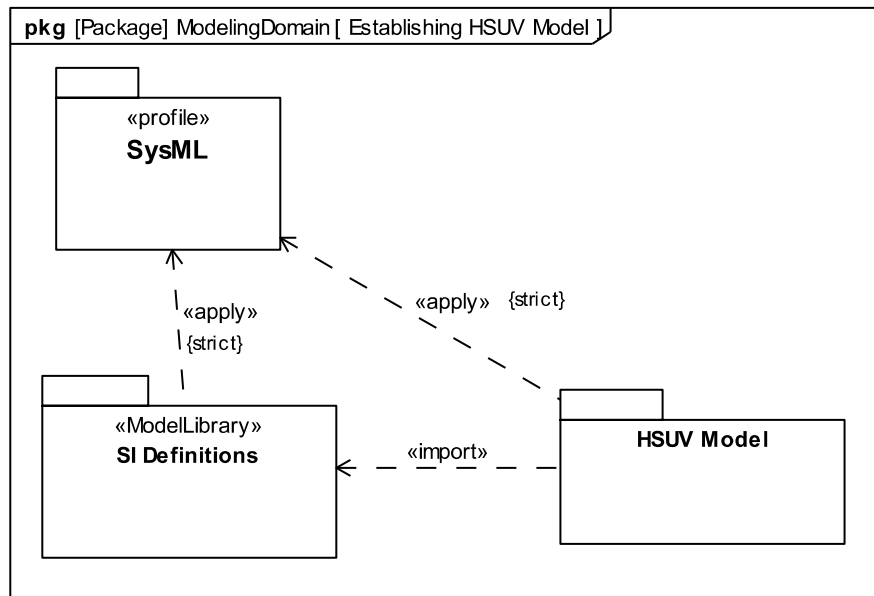 pkg [Package] ModelingDomain [ Establishing HSUV Model ]
«profile»
SysML
«apply»
{strict}
«apply» {strict}
«ModelLibrary»
SI Definitions
«import»
HSUV Model